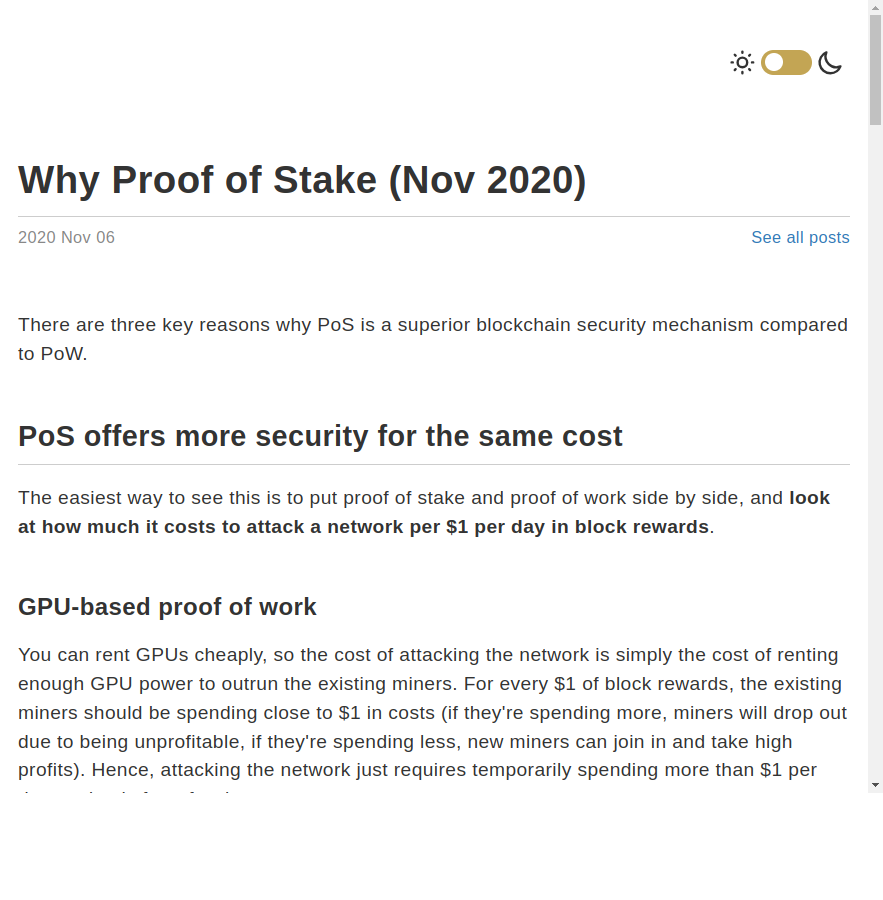 Why Proof of Stake (Nov 2020)
2020 Nov 06
See all posts
There are three key reasons why PoS is a superior blockchain security mechanism compared
to PoW.
PoS offers more security for the same cost
The easiest way to see this is to put proof of stake and proof of work side by side, and look
at how much it costs to attack a network per $1 per day in block rewards.
GPU-based proof of work
You can rent GPUs cheaply, so the cost of attacking the network is simply the cost of renting
enough GPU power to outrun the existing miners. For every $1 of block rewards, the existing
miners should be spending close to $1 in costs (if they're spending more, miners will drop out
due to being unprofitable, if they're spending less, new miners can join in and take high
profits). Hence, attacking the network just requires temporarily spending more than $1 per